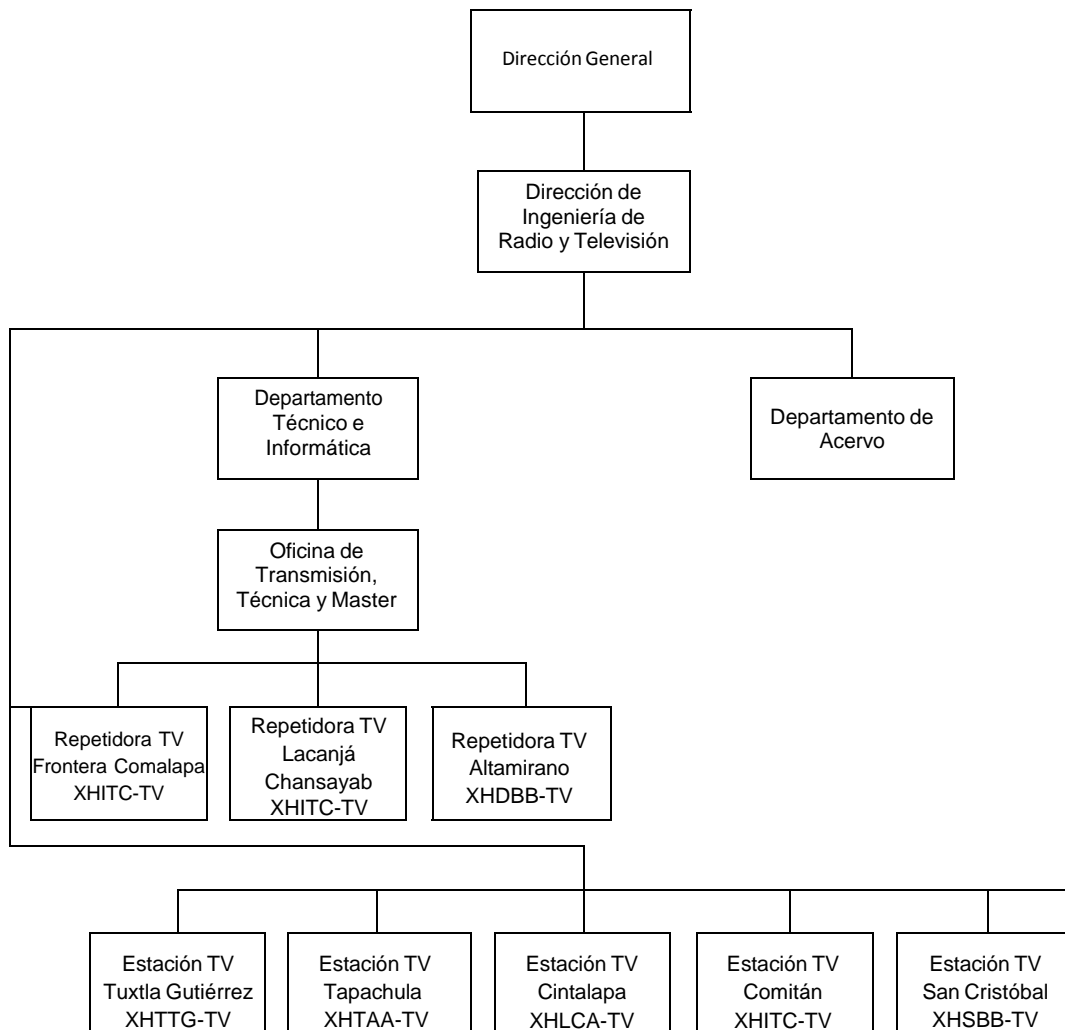 Dirección General
Dirección de
Ingeniería de
Radio y Televisión
Departamento
Técnico e
Informática
Departamento de
Acervo
Oficina de
Transmisión,
Técnica y Master
Repetidora TV
Frontera Comalapa
XHITC-TV
Repetidora TV
Lacanjá
Chansayab
XHITC-TV
Repetidora TV
Altamirano
XHDBB-TV
Estación TV
Tuxtla Gutiérrez
XHTTG-TV
Estación TV
Tapachula
XHTAA-TV
Estación TV
Cintalapa
XHLCA-TV
Estación TV
Comitán
XHITC-TV
Estación TV
San Cristóbal
XHSBB-TV